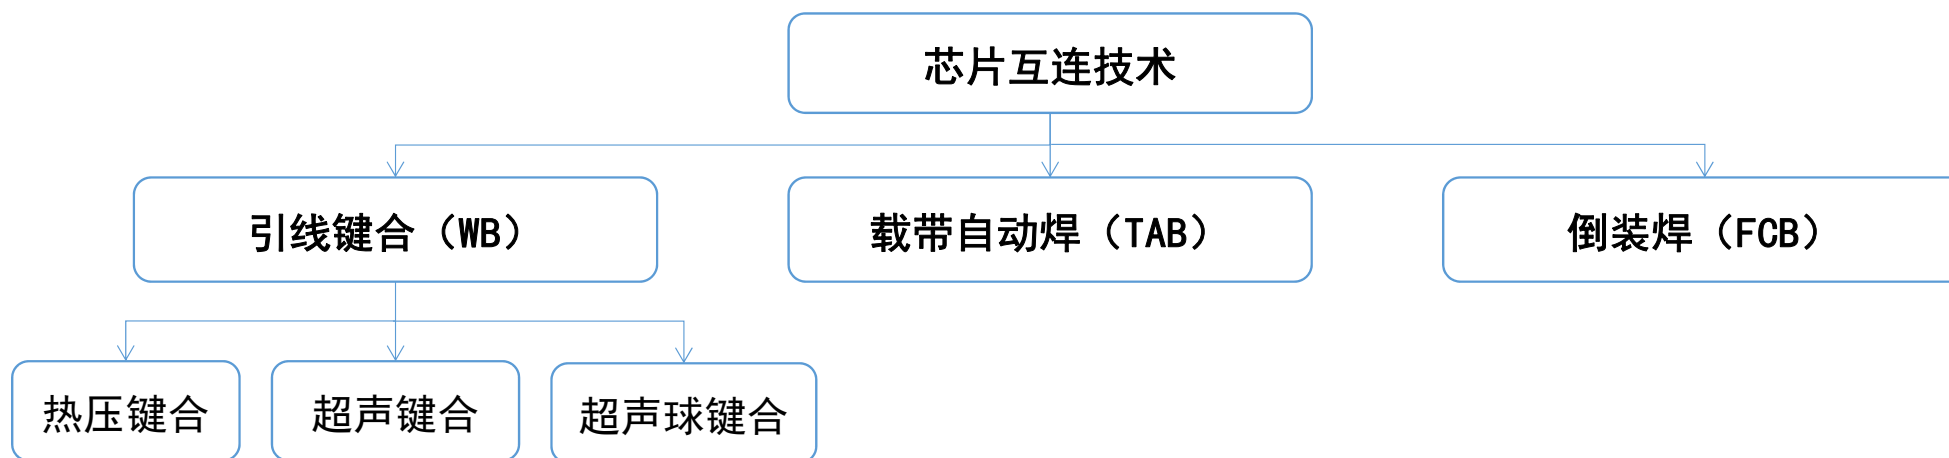 芯片互连技术
引线键合（WB）
载带自动焊（TAB）
倒装焊（FCB）
热压键合
超声键合
超声球键合